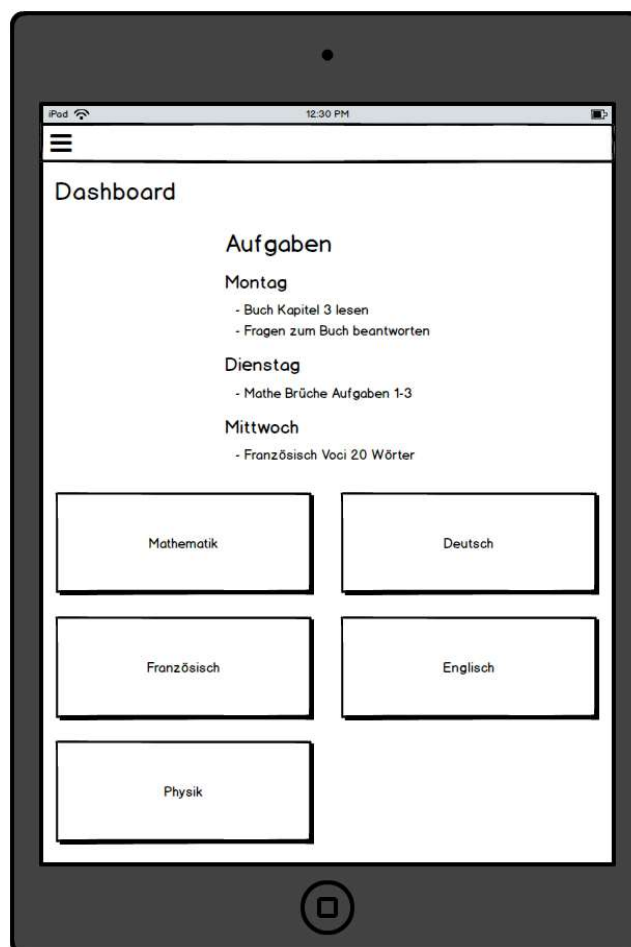 iPad
12:30 PM
Dashboard
Aufgaben
Montag
- Buch Kapitel 3 lesen
- Fragen zum Buch beantworten
Dienstag
- Mathe Brüche Aufgaben 1-3
Mittwoch
- Französisch Voci 20 Wörter
Mathematik
Deutsch
Französisch
Englisch
Physik